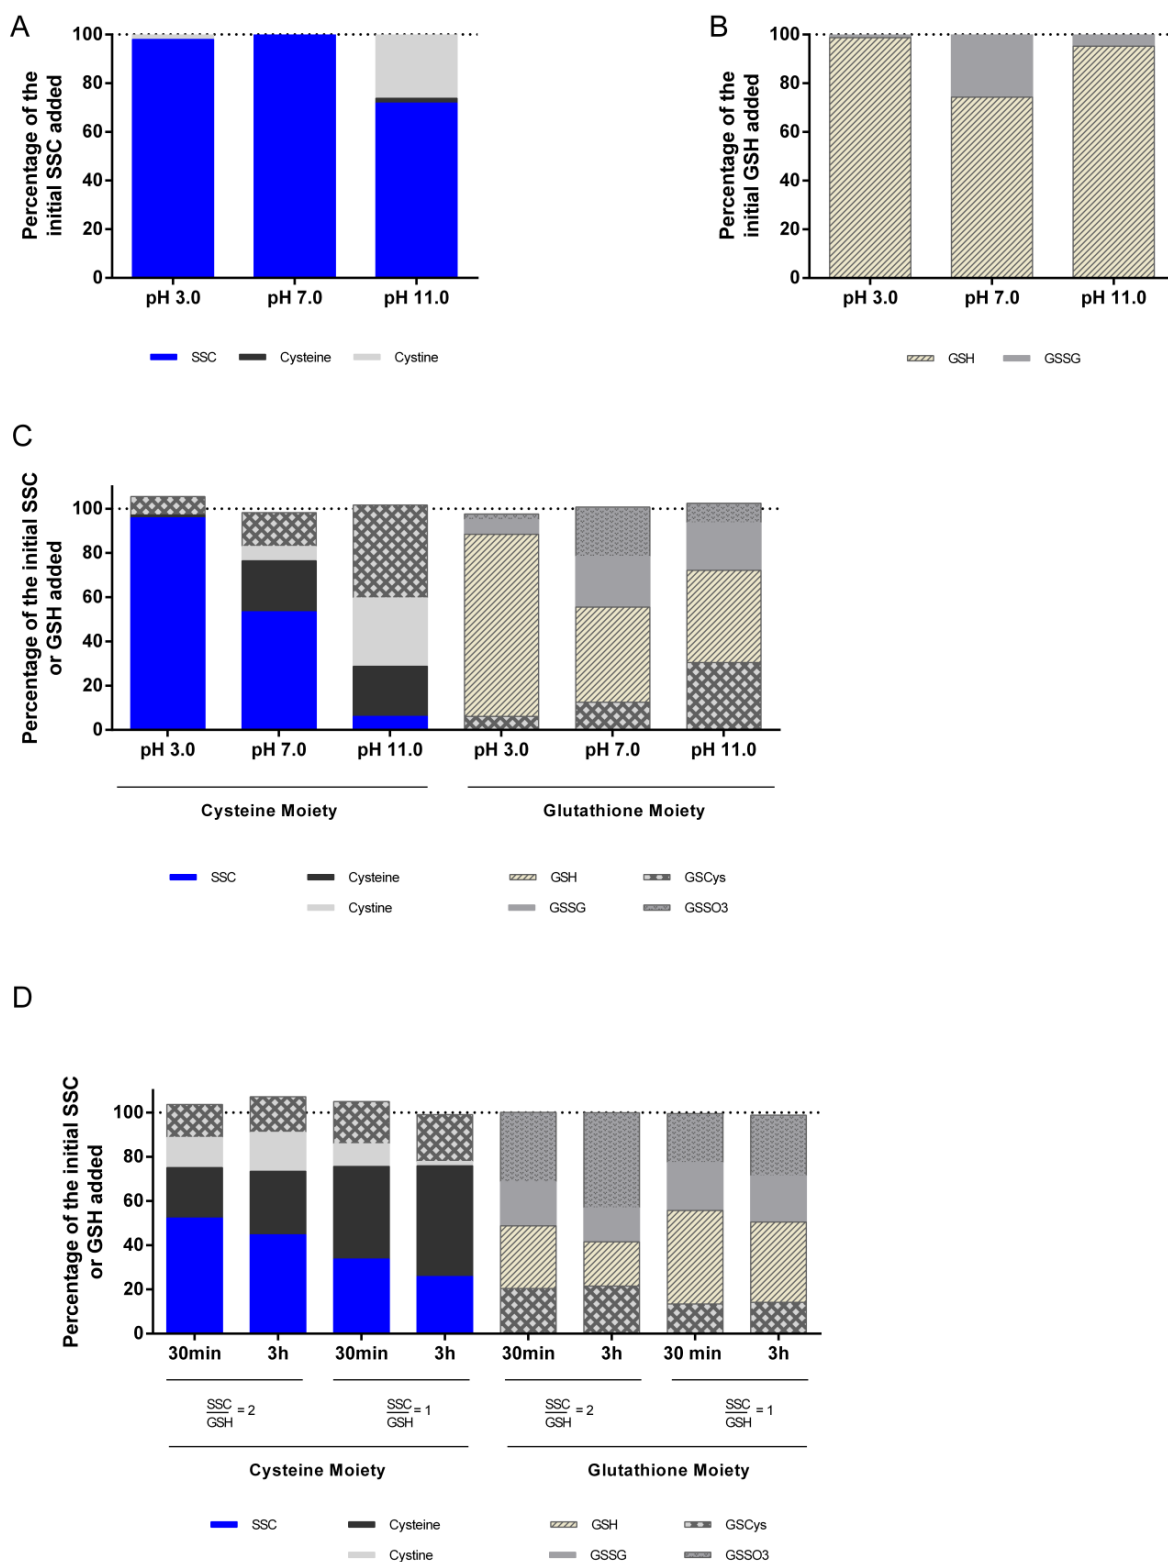 A
Percentage of the
initial SSC added
100
80
60
40
20
0
pH 3.0 pH 7.0 pH 11.0
SSC Cysteine Cystine
B
Percentage of the
initial GSH added
100
80
60
40
20
0
pH 3.0 pH 7.0 pH 11.0
GSH GSSG
C
Percentage of the initial SSC
or GSH added
100
80
60
40
20
0
pH 3.0 pH 7.0 pH 11.0 pH 3.0 pH 7.0 pH 11.0
Cysteine Moiety Glutathione Moiety
SSC Cysteine GSH GSCys
Cystine GSSG GSSO3
D
Percentage of the initial SSC
or GSH added
100
80
60
40
20
0
30min 3h 30min 3h 30min 3h 30 min 3h
SSC/GSH = 2 SSC/GSH = 1 SSC/GSH = 2 SSC/GSH = 1
Cysteine Moiety Glutathione Moiety
SSC Cysteine GSH GSCys
Cystine GSSG GSSO3